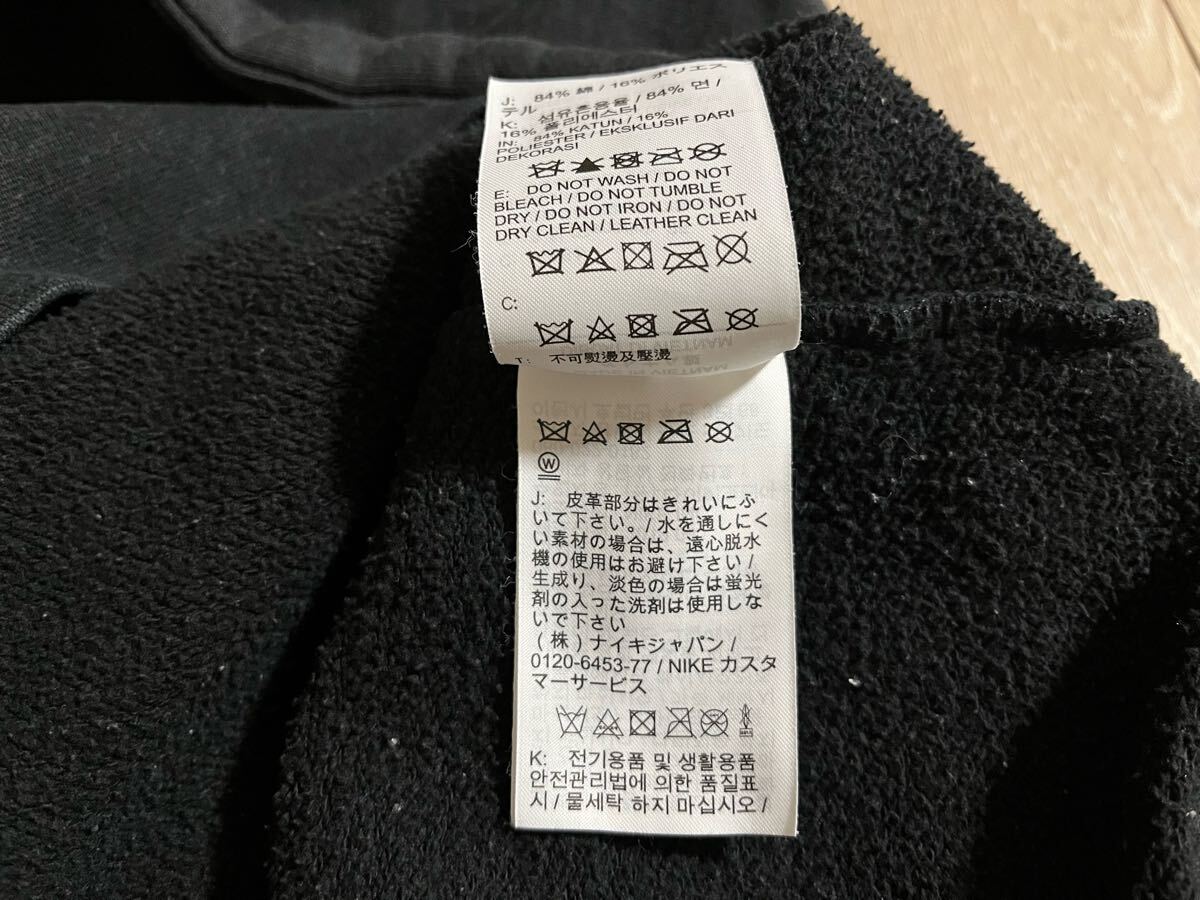 J: 84% 綿 / 16% ポリエス
テル
K: 섬유혼용율 / 84% 면 /
16% 폴리에스터
IN: 84% KATUN / 16%
POLIESTER / EKSKLUSIF DARI
DEKORASI
E: DO NOT WASH / DO NOT
BLEACH / DO NOT TUMBLE
DRY / DO NOT IRON / DO NOT
DRY CLEAN / LEATHER CLEAN
C:
T: 不可熨燙及壓燙
W
J: 皮革部分はきれいにふ
いて下さい。/ 水を通しにく
い素材の場合は、遠心脱水
機の使用はお避け下さい /
生成り、淡色の場合は蛍光
剤の入った洗剤は使用しな
いで下さい
(株) ナイキジャパン /
0120-6453-77 / NIKE カスタ
マーサービス
K: 전기용품 및 생활용품
안전관리법에 의한 품질표
시 / 물세탁 하지 마십시오 /